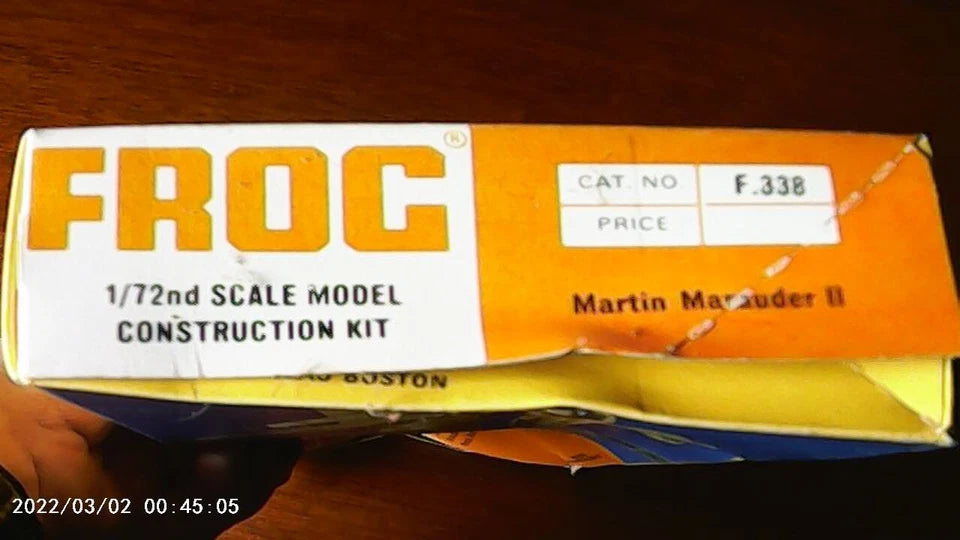 FROG®
1/72nd SCALE MODEL
CONSTRUCTION KIT
CAT. NO. F.338
PRICE
Martin Marauder II
BOSTON
2022/03/02 00:45:05